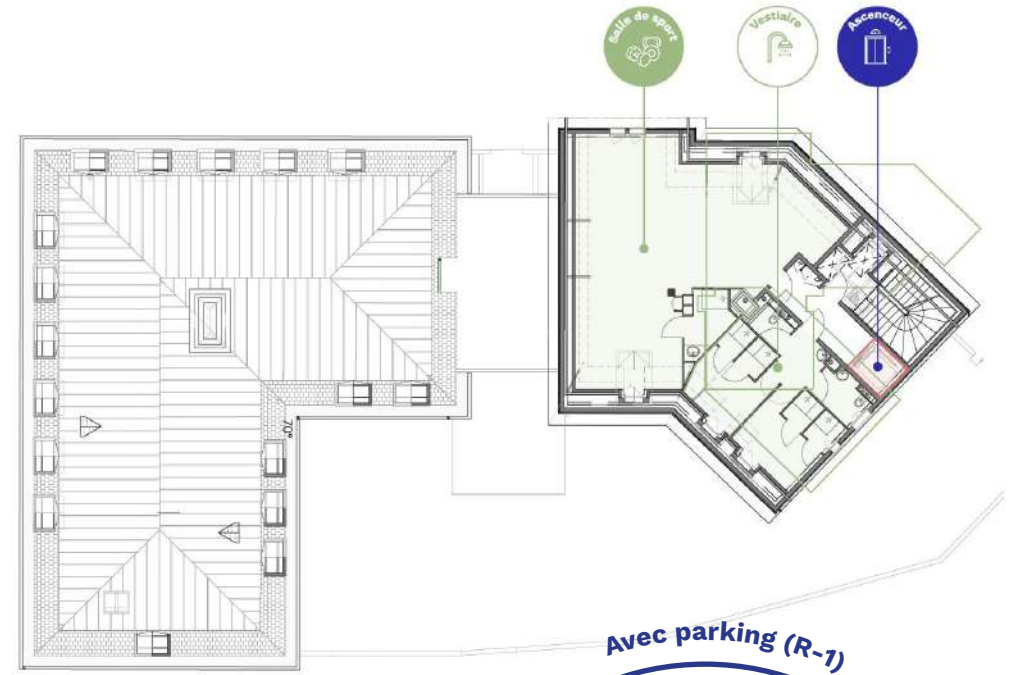 Salle de sport
Vestiaire
Ascenceur
70°
Avec parking (R-1)